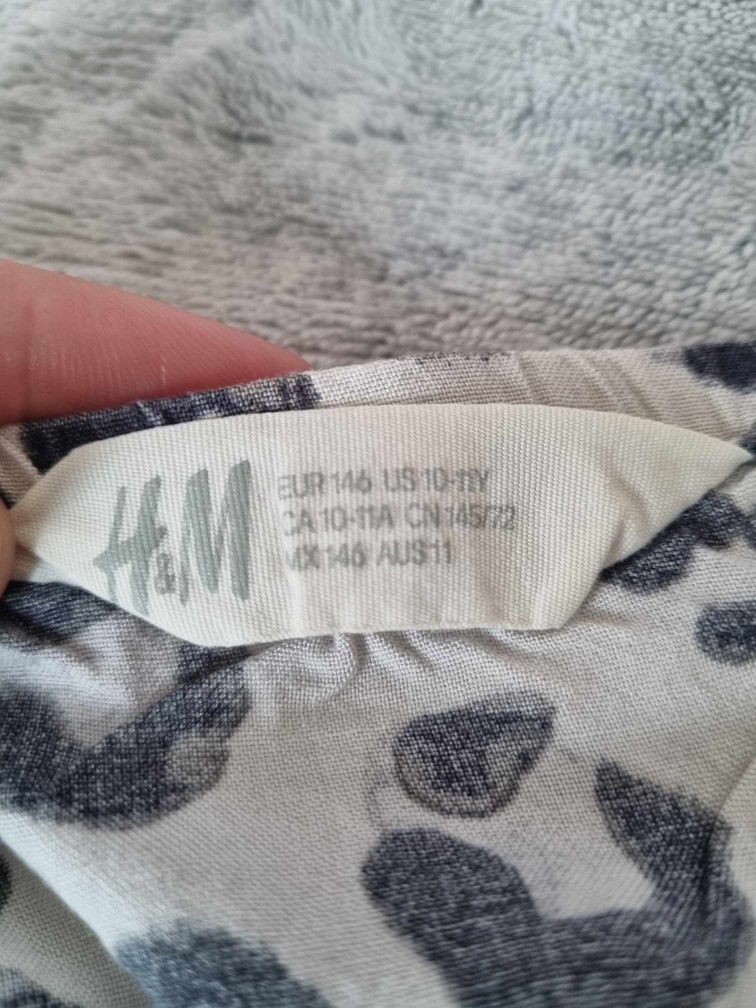 H&M
EUR 146 US 10-11Y
CA 10-11A CN 145/72
MX 146 AUS 11